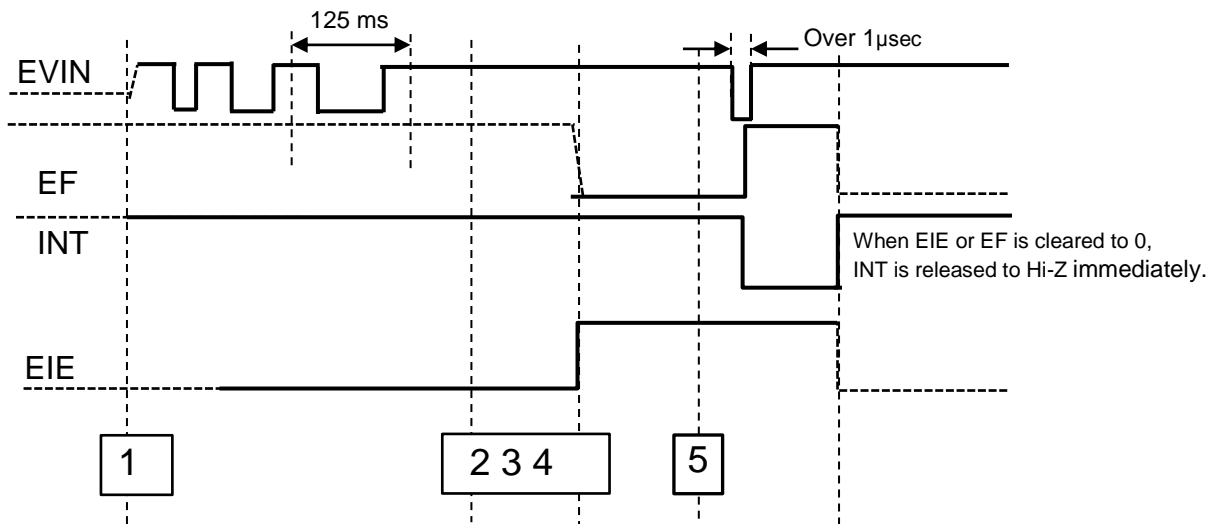 125 ms
Over 1µsec
EVIN
EF
INT
When EIE or EF is cleared to 0,
INT is released to Hi-Z immediately.
EIE
1
2 3 4
5